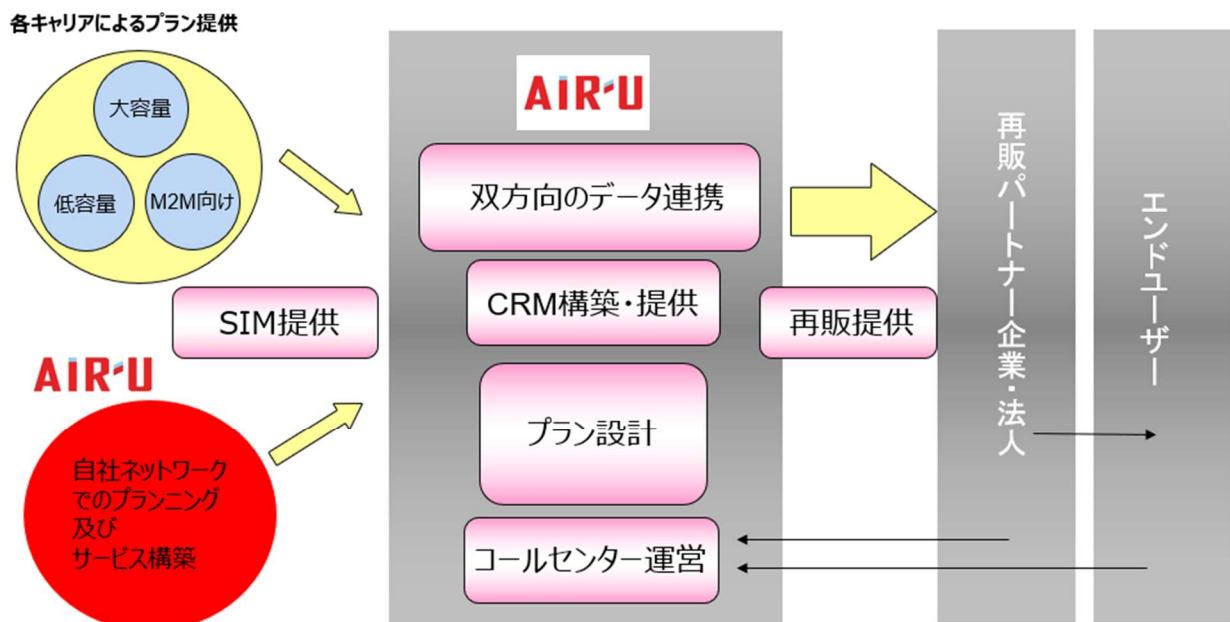 各キャリアによるプラン提供
大容量
低容量
M2M向け
SIM提供
AIR'U
自社ネットワーク
でのプランニング
及び
サービス構築
AIR'U
双方向のデータ連携
CRM構築・提供
プラン設計
コールセンター運営
再販提供
再販パートナー企業・法人
エンドユーザー